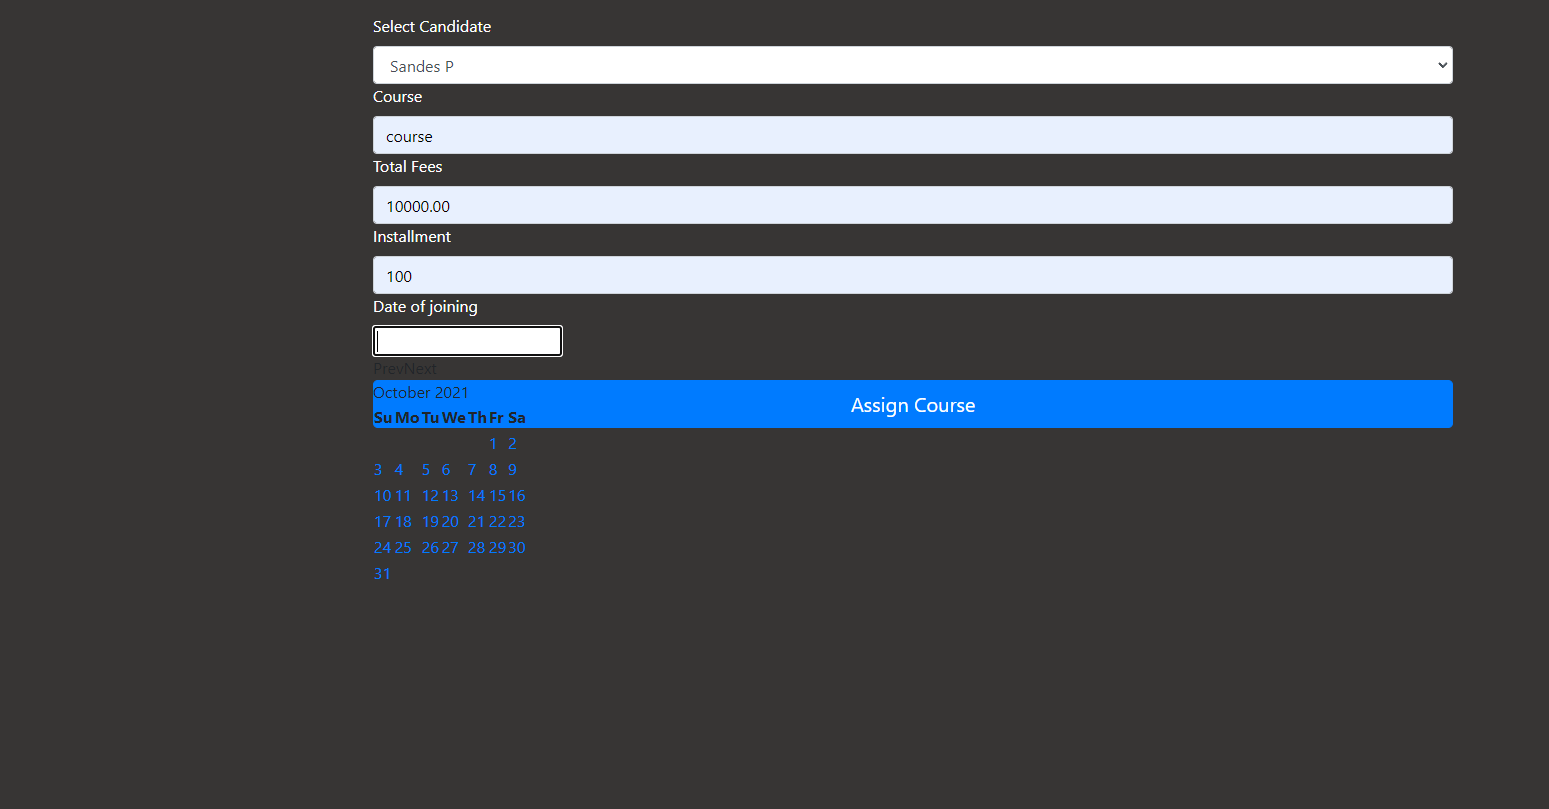 Select Candidate
Sandes P
Course
course
Total Fees
10000.00
Installment
100
Date of joining
PrevNext
October 2021
Assign Course
Su Mo Tu We Th Fr Sa
1 2
3 4 5 6 7 8 9
10 11 12 13 14 15 16
17 18 19 20 21 22 23
24 25 26 27 28 29 30
31